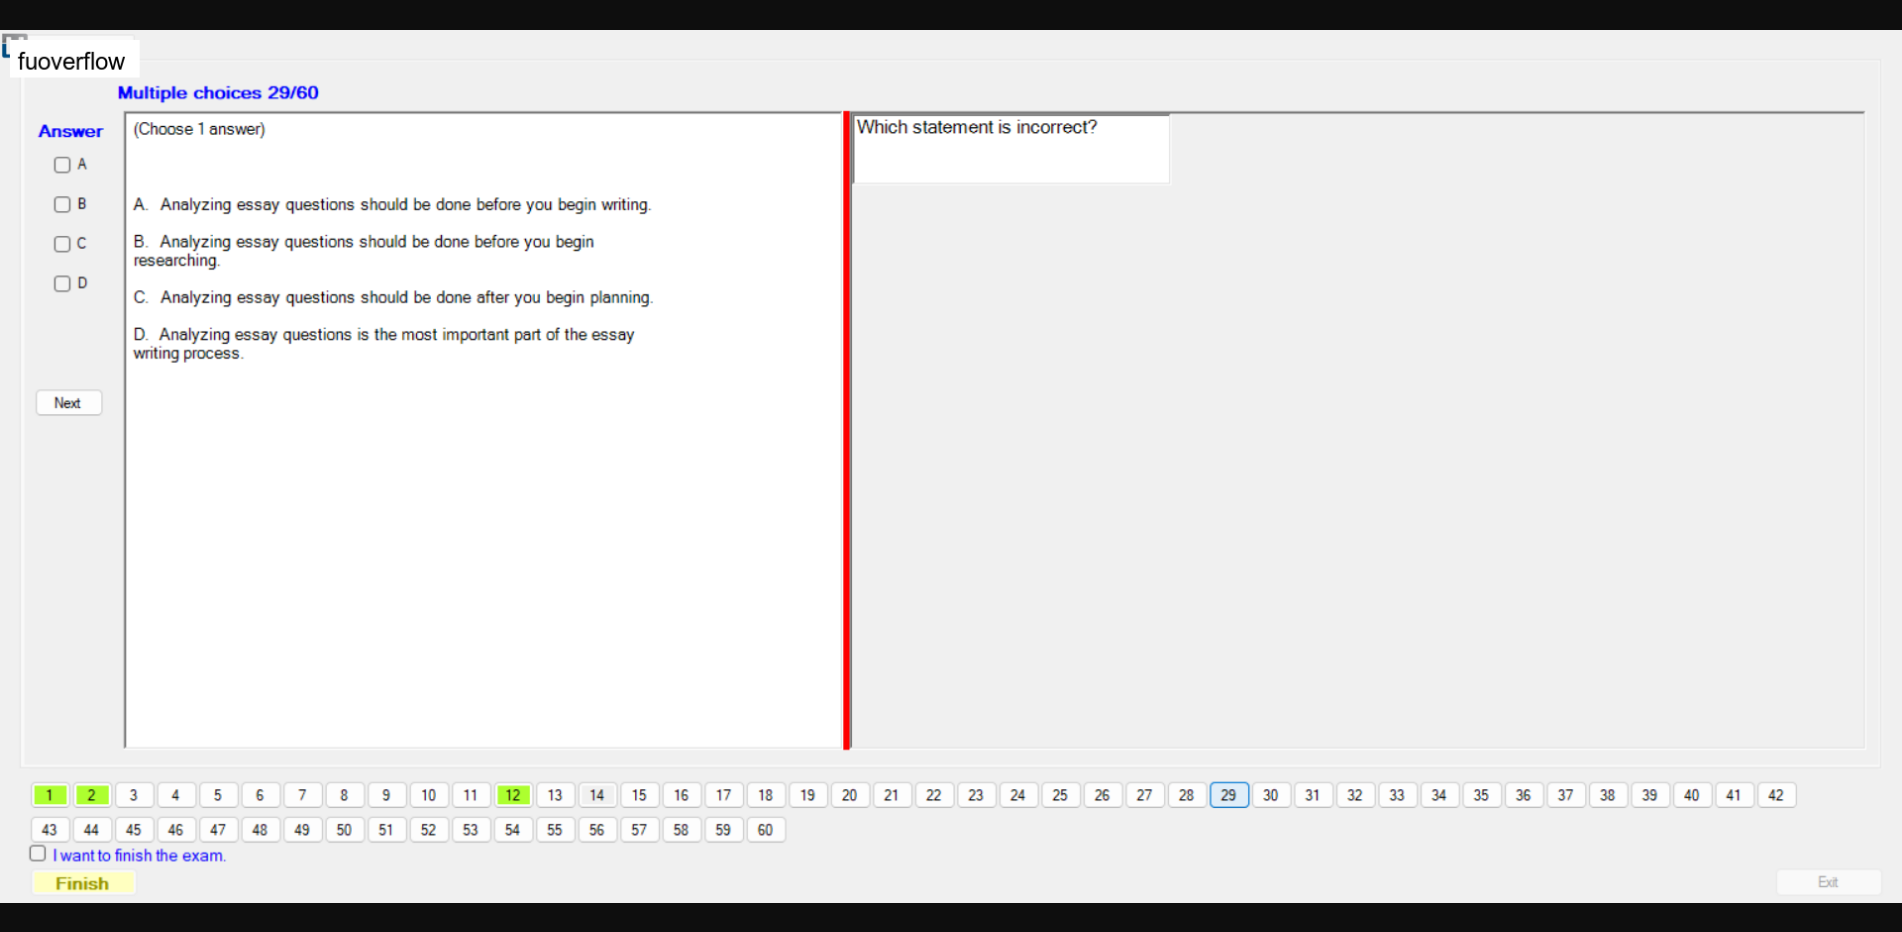 fuoverflow
Multiple choices 29/60
Answer
A
B
C
D
Next
(Choose 1 answer)
A. Analyzing essay questions should be done before you begin writing.
B. Analyzing essay questions should be done before you begin
researching.
C. Analyzing essay questions should be done after you begin planning.
D. Analyzing essay questions is the most important part of the essay
writing process.
Which statement is incorrect?
1 2 3 4 5 6 7 8 9 10 11 12 13 14 15 16 17 18 19 20 21 22 23 24 25 26 27 28 29 30 31 32 33 34 35 36 37 38 39 40 41 42
43 44 45 46 47 48 49 50 51 52 53 54 55 56 57 58 59 60
I want to finish the exam.
Finish
Exit